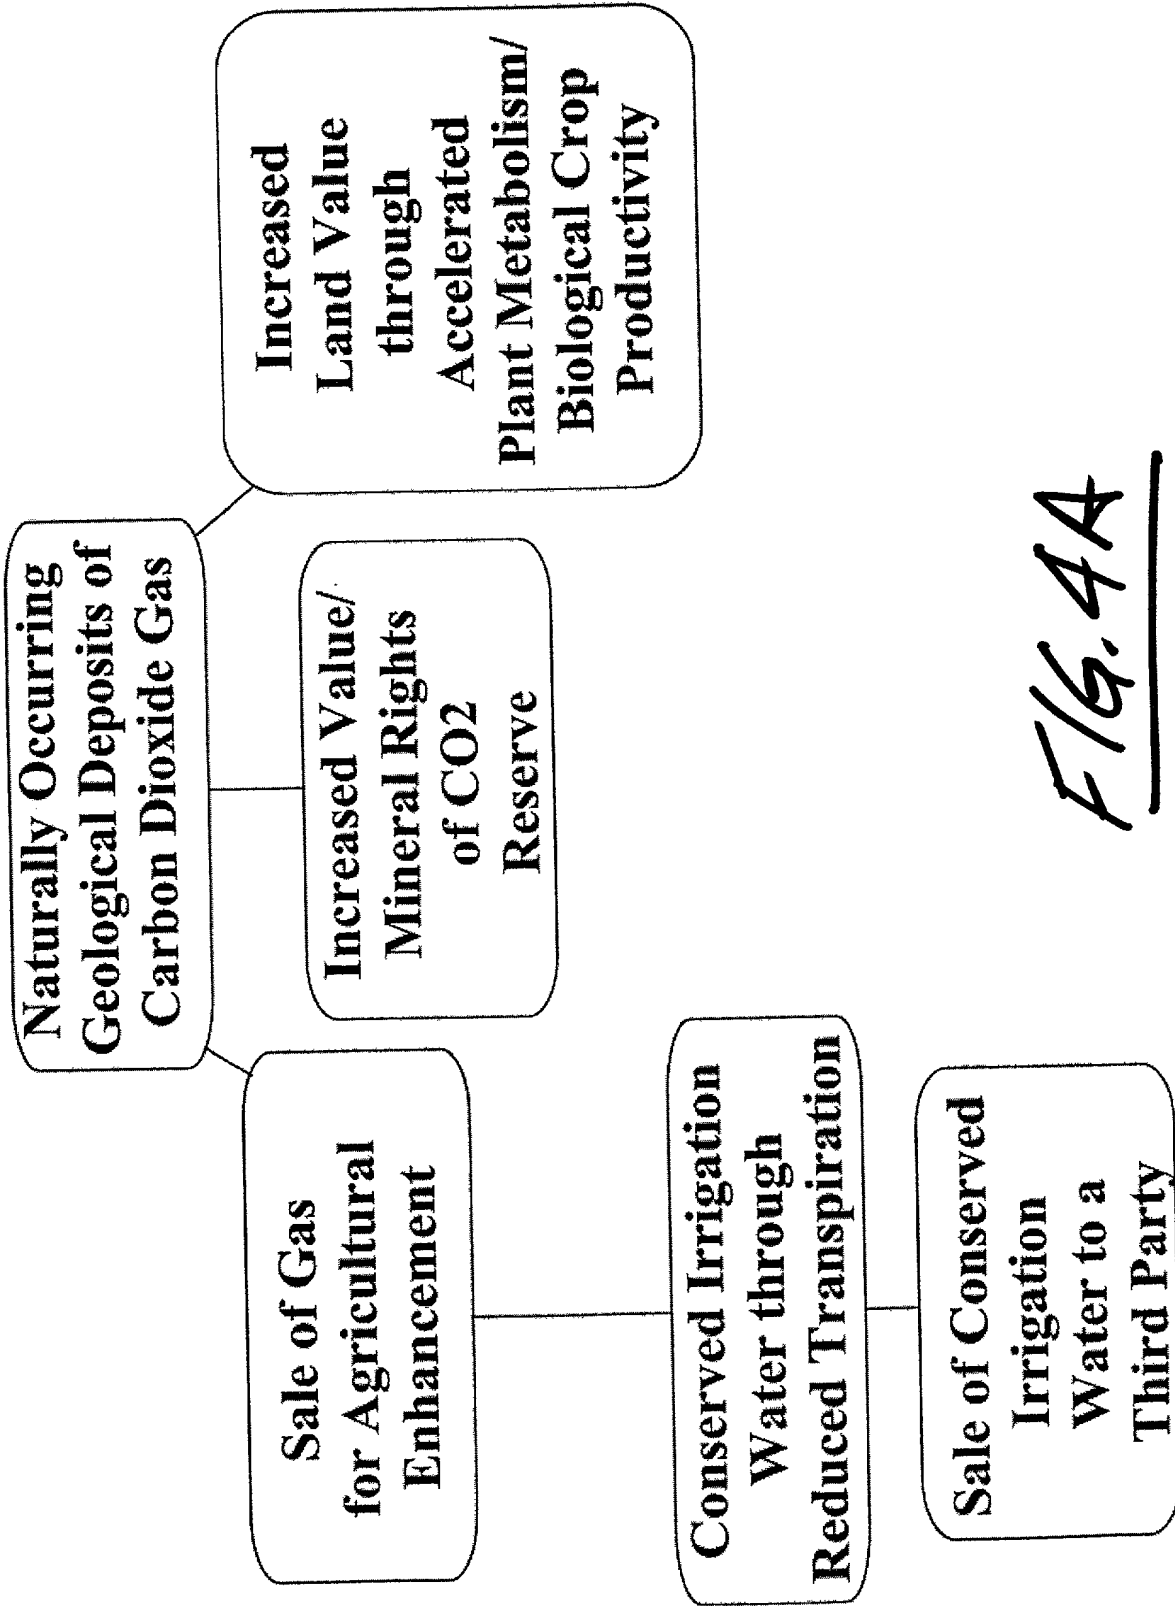 Naturally Occurring
Geological Deposits of
Carbon Dioxide Gas
Sale of Gas
for Agricultural
Enhancement
Increased Value/
Mineral Rights
of CO2
Reserve
Increased
Land Value
through
Accelerated
Plant Metabolism/
Biological Crop
Productivity
Conserved Irrigation
Water through
Reduced Transpiration
Sale of Conserved
Irrigation
Water to a
Third Party
FIG. 4A